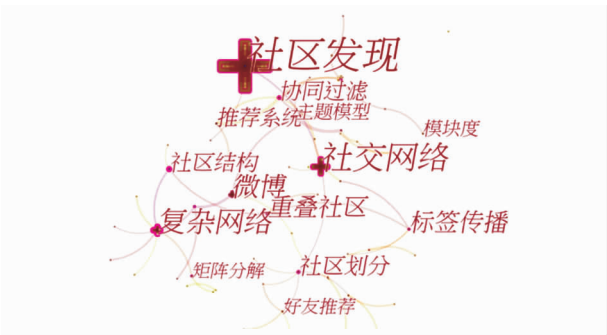 社区发现
协同过滤
主题模型
推荐系统
模块度
社交网络
社区结构
微博
重叠社区
复杂网络
标签传播
矩阵分解
社区划分
好友推荐